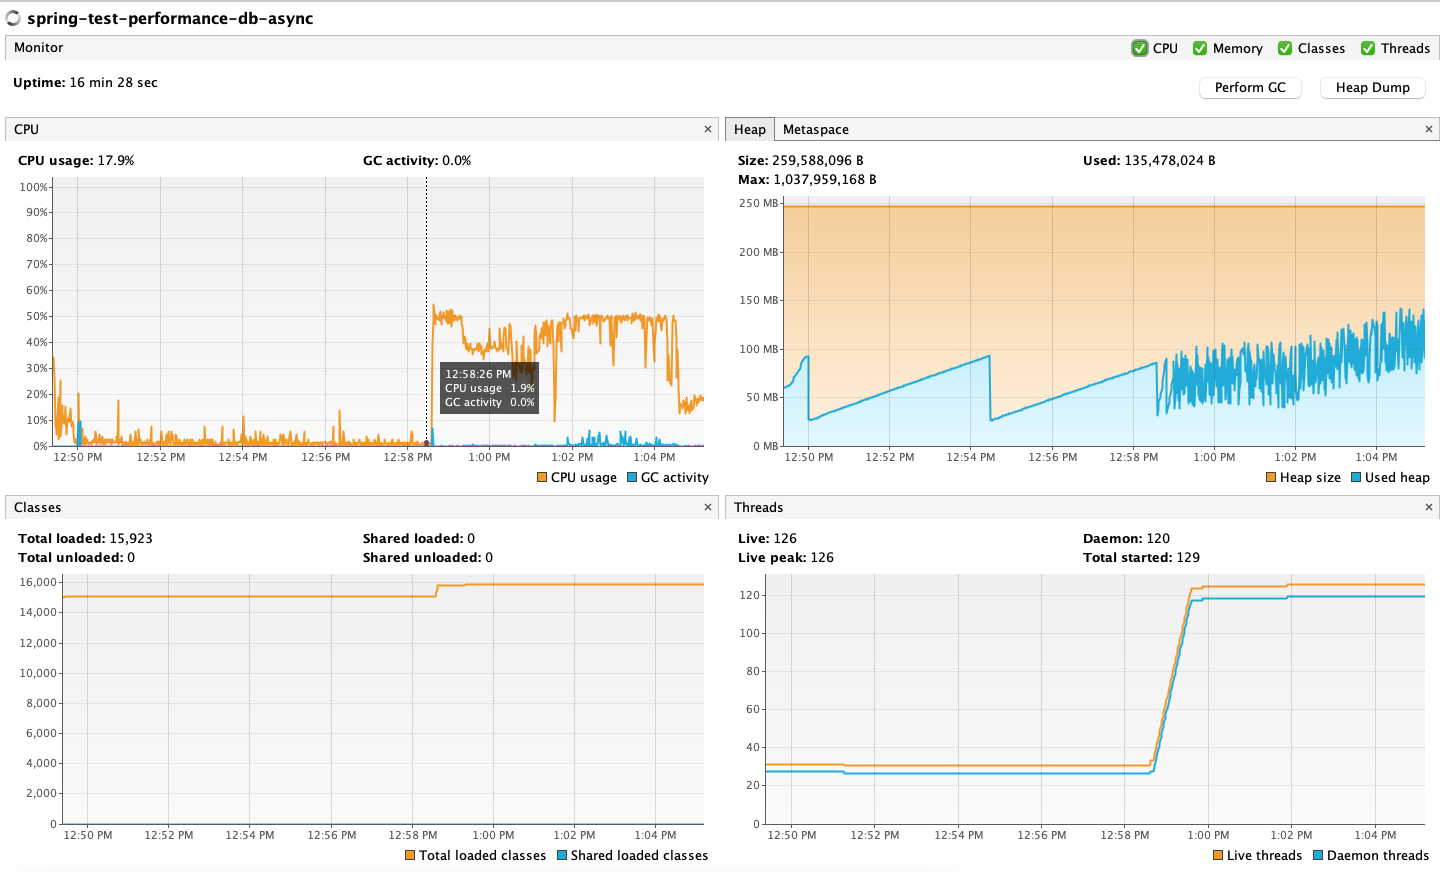 spring-test-performance-db-async
Monitor
CPU Memory Classes Threads
Uptime: 16 min 28 sec
Perform GC Heap Dump
CPU ×
CPU usage: 17.9% GC activity: 0.0%
100%
90%
80%
70%
60%
50%
40%
30%
20%
10%
0%
12:58:26 PM
CPU usage 1.9%
GC activity 0.0%
12:50 PM 12:52 PM 12:54 PM 12:56 PM 12:58 PM 1:00 PM 1:02 PM 1:04 PM
CPU usage GC activity
Heap Metaspace ×
Size: 259,588,096 B Used: 135,478,024 B
Max: 1,037,959,168 B
250 MB
200 MB
150 MB
100 MB
50 MB
0 MB
12:50 PM 12:52 PM 12:54 PM 12:56 PM 12:58 PM 1:00 PM 1:02 PM 1:04 PM
Heap size Used heap
Classes ×
Total loaded: 15,923 Shared loaded: 0
Total unloaded: 0 Shared unloaded: 0
16,000
14,000
12,000
10,000
8,000
6,000
4,000
2,000
0
12:50 PM 12:52 PM 12:54 PM 12:56 PM 12:58 PM 1:00 PM 1:02 PM 1:04 PM
Total loaded classes Shared loaded classes
Threads ×
Live: 126 Daemon: 120
Live peak: 126 Total started: 129
120
100
80
60
40
20
0
12:50 PM 12:52 PM 12:54 PM 12:56 PM 12:58 PM 1:00 PM 1:02 PM 1:04 PM
Live threads Daemon threads